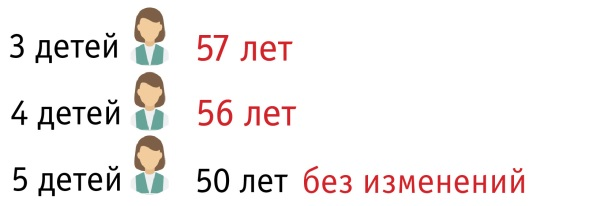 3 детей 57 лет
4 детей 56 лет
5 детей 50 лет без изменений